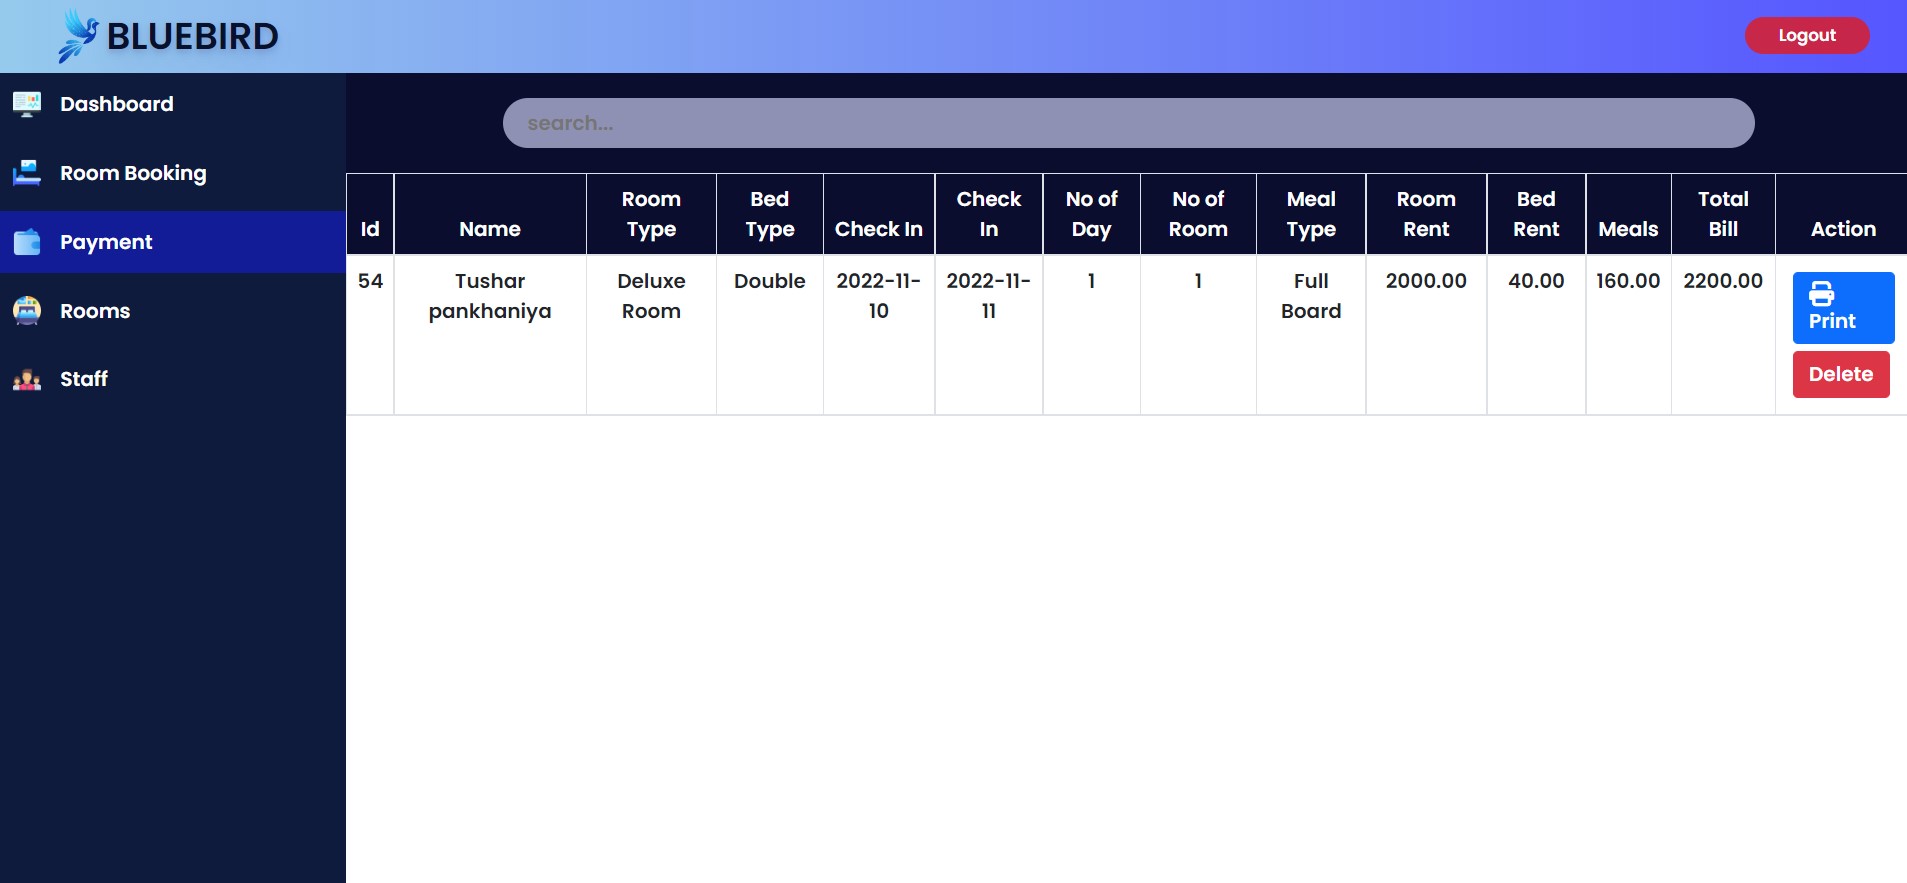 BLUEBIRD
Logout
Dashboard
Room Booking
Payment
Rooms
Staff
search...
Id Name Room Type Bed Type Check In Check In No of Day No of Room Meal Type Room Rent Bed Rent Meals Total Bill Action
54 Tushar pankhaniya Deluxe Room Double 2022-11-10 2022-11-11 1 1 Full Board 2000.00 40.00 160.00 2200.00
Print
Delete